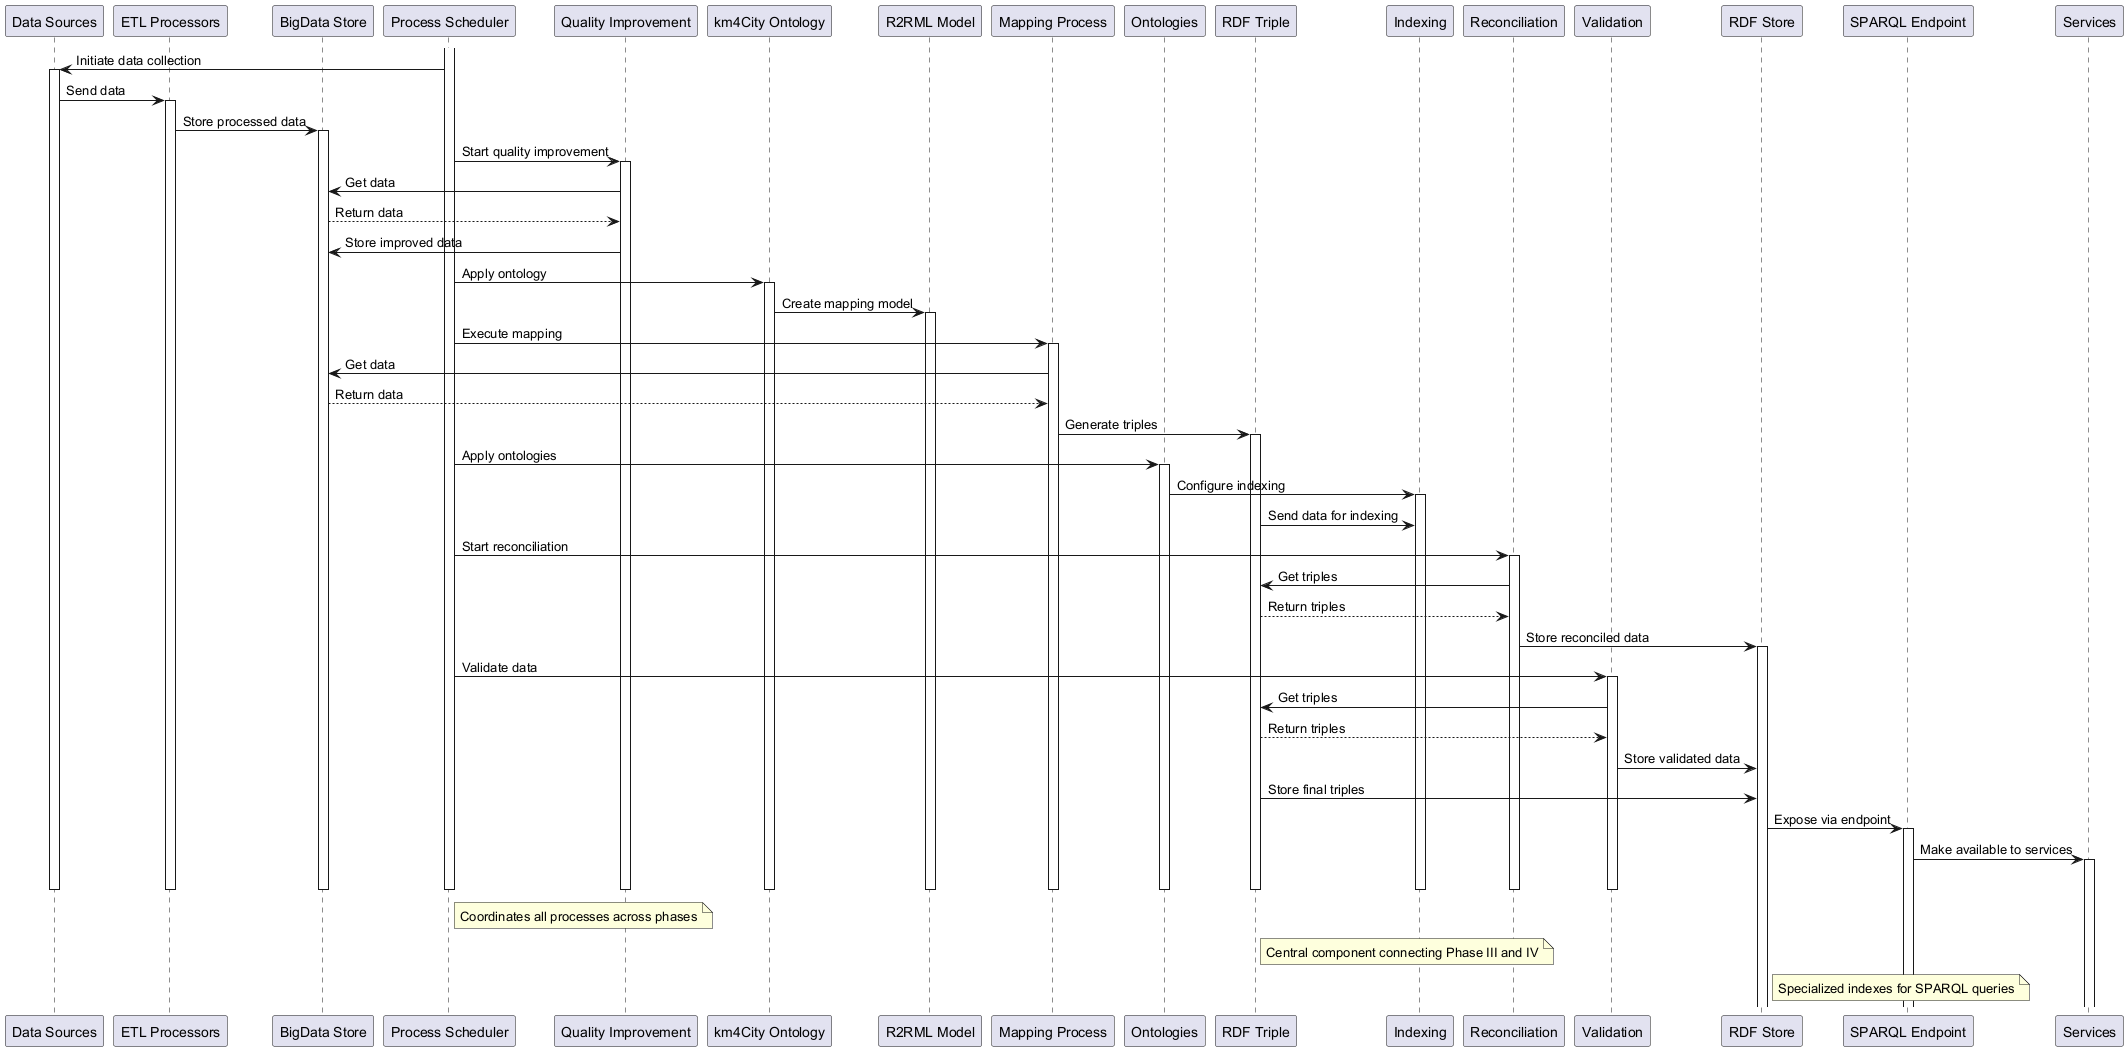 Data Sources
ETL Processors
BigData Store
Process Scheduler
Quality Improvement
km4City Ontology
R2RML Model
Mapping Process
Ontologies
RDF Triple
Indexing
Reconciliation
Validation
RDF Store
SPARQL Endpoint
Services
Initiate data collection
Send data
Store processed data
Start quality improvement
Get data
Return data
Store improved data
Apply ontology
Create mapping model
Execute mapping
Get data
Return data
Generate triples
Apply ontologies
Configure indexing
Send data for indexing
Start reconciliation
Get triples
Return triples
Store reconciled data
Validate data
Get triples
Return triples
Store validated data
Store final triples
Expose via endpoint
Make available to services
Coordinates all processes across phases
Central component connecting Phase III and IV
Specialized indexes for SPARQL queries
Data Sources
ETL Processors
BigData Store
Process Scheduler
Quality Improvement
km4City Ontology
R2RML Model
Mapping Process
Ontologies
RDF Triple
Indexing
Reconciliation
Validation
RDF Store
SPARQL Endpoint
Services